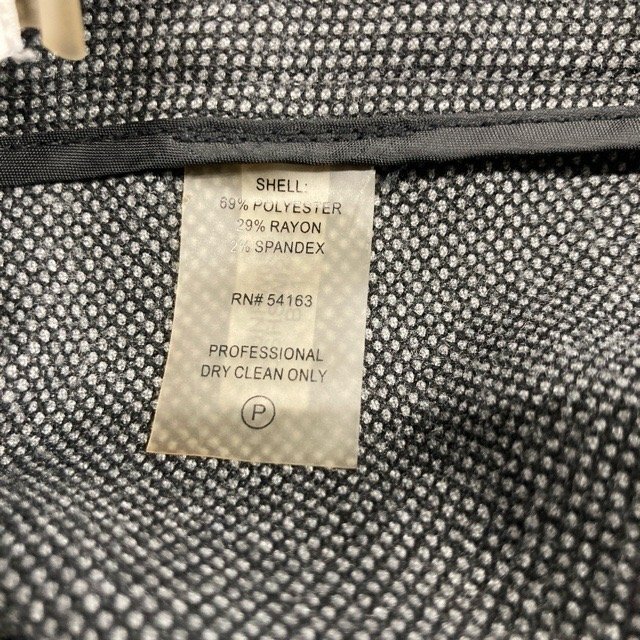 SHELL:
69% POLYESTER
29% RAYON
2% SPANDEX
RN# 54163
PROFESSIONAL
DRY CLEAN ONLY
P